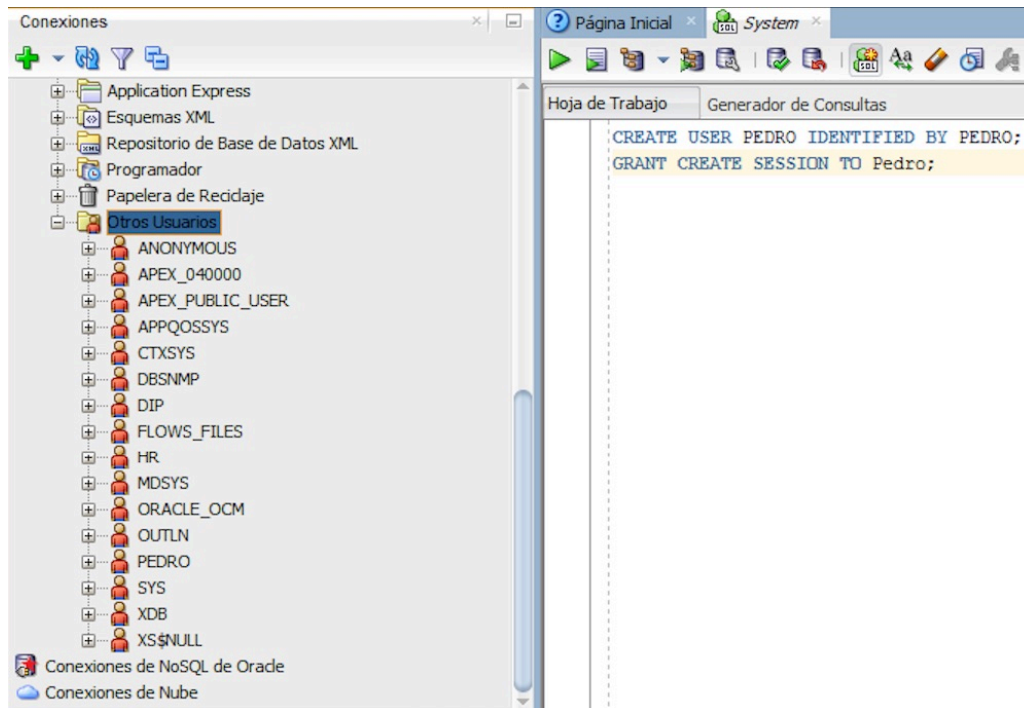 Conexiones
Application Express
Esquemas XML
Repositorio de Base de Datos XML
Programador
Papelera de Reciclaje
Otros Usuarios
ANONYMOUS
APEX_040000
APEX_PUBLIC_USER
APPQOSSYS
CTXSYS
DBSNMP
DIP
FLOWS_FILES
HR
MDSYS
ORACLE_OCM
OUTLN
PEDRO
SYS
XDB
XS$NULL
Conexiones de NoSQL de Oracle
Conexiones de Nube
Página Inicial
System
Hoja de Trabajo
Generador de Consultas
CREATE USER PEDRO IDENTIFIED BY PEDRO;
GRANT CREATE SESSION TO Pedro;